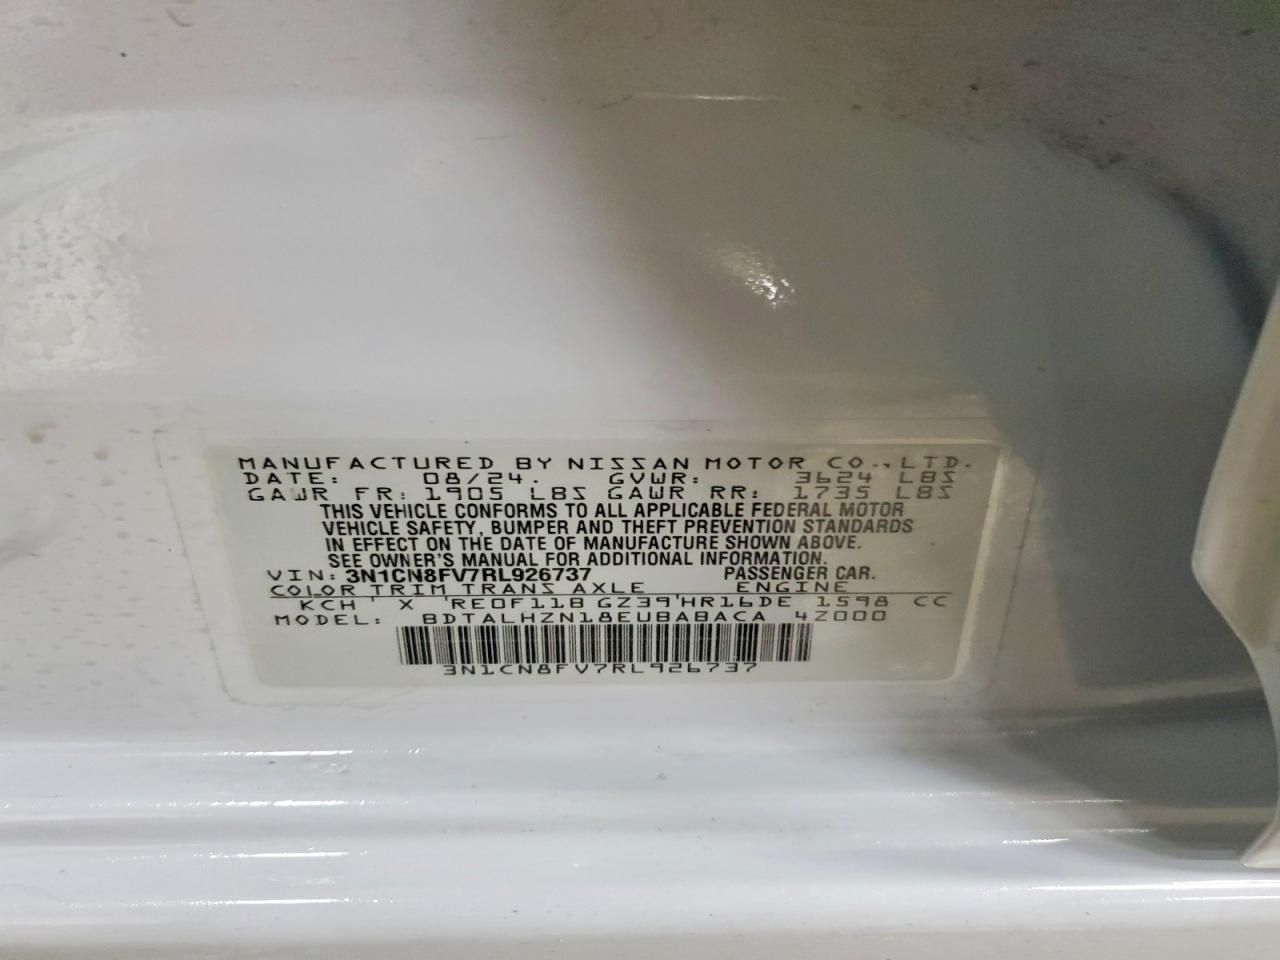 MANUFACTURED BY NISSAN MOTOR CO.,LTD.
DATE: 08/24. GVWR: 3624 LBS
GAWR FR: 1905 LBS GAWR RR: 1735 LBS
THIS VEHICLE CONFORMS TO ALL APPLICABLE FEDERAL MOTOR
VEHICLE SAFETY, BUMPER AND THEFT PREVENTION STANDARDS
IN EFFECT ON THE DATE OF MANUFACTURE SHOWN ABOVE.
SEE OWNER'S MANUAL FOR ADDITIONAL INFORMATION.
VIN: 3N1CN8FV7RL926737 PASSENGER CAR.
COLOR TRIM TRANS AXLE ENGINE
KCH ' X 'RE0F11B GZ39'HR16DE 1598 CC
MODEL: BDTALHZN18EUBABACA 4Z000
3N1CN8FV7RL926737